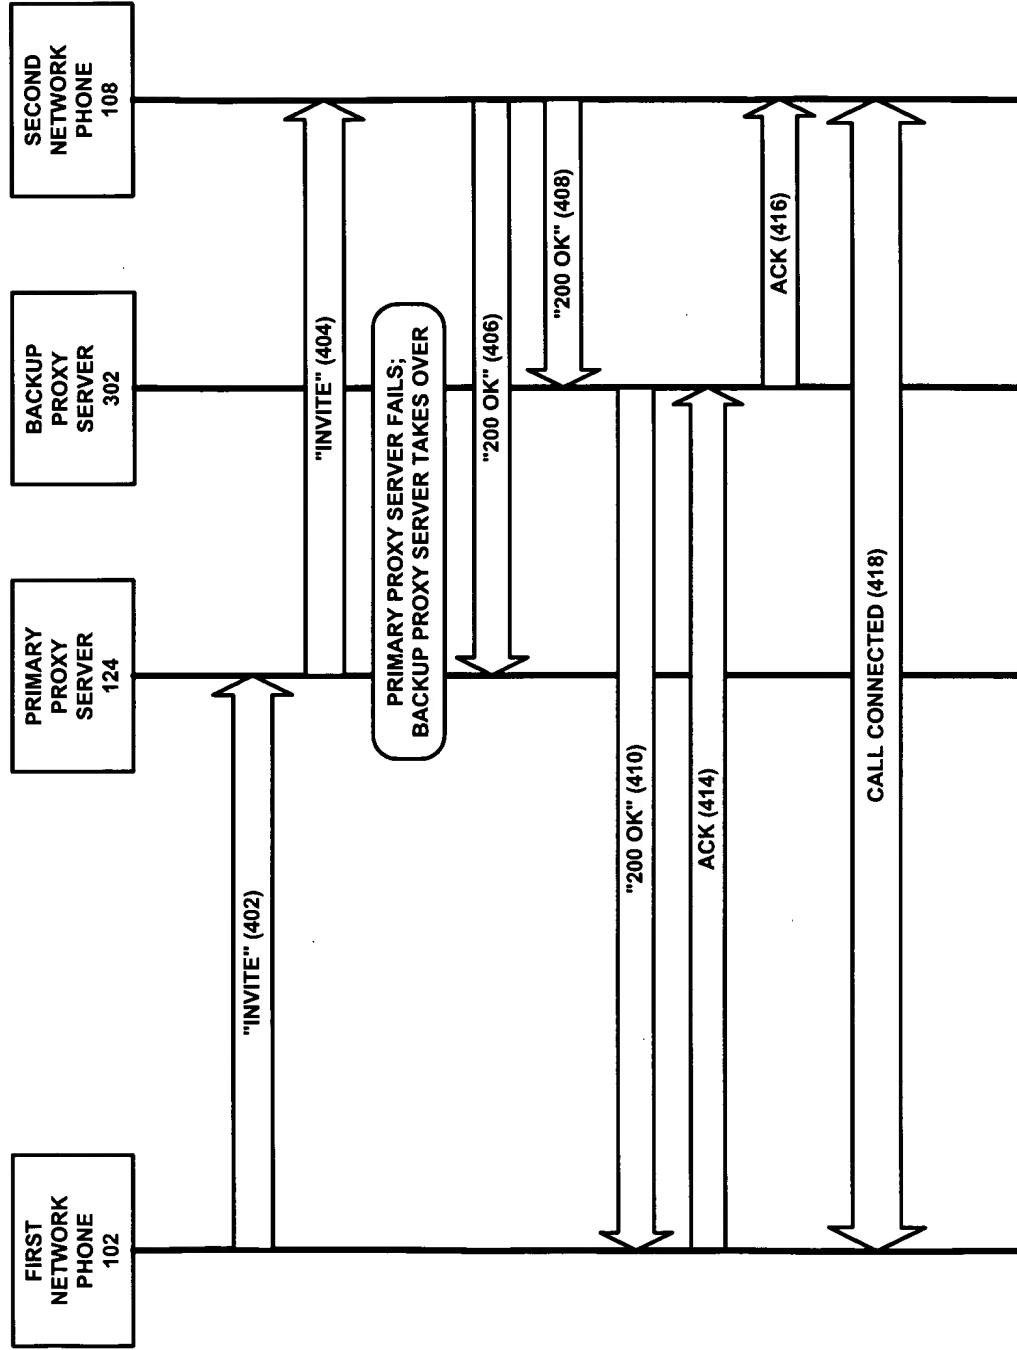 FIRST
NETWORK
PHONE
102
PRIMARY
PROXY
SERVER
124
BACKUP
PROXY
SERVER
302
SECOND
NETWORK
PHONE
108
"INVITE" (402)
"INVITE" (404)
PRIMARY PROXY SERVER FAILS;
BACKUP PROXY SERVER TAKES OVER
"200 OK" (406)
"200 OK" (408)
"200 OK" (410)
ACK (414)
ACK (416)
CALL CONNECTED (418)